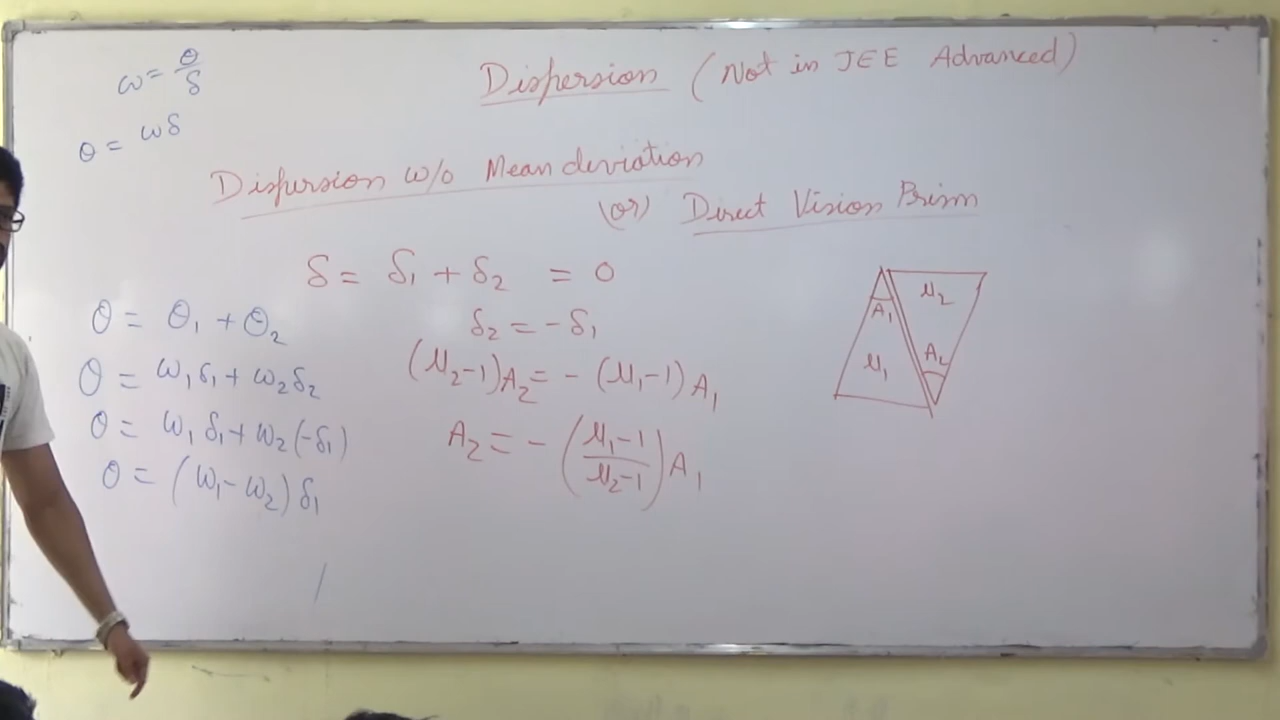 Dispersion (Not in JEE Advanced)
ω = θ/δ
θ = ωδ
Dispersion w/o Mean deviation
(or) Direct Vision Prism
δ = δ₁ + δ₂ = 0
δ₂ = -δ₁
(μ₂-1)A₂ = - (μ₁-1)A₁
A₂ = - (μ₁-1/μ₂-1) A₁
θ = θ₁ + θ₂
θ = ω₁δ₁ + ω₂δ₂
θ = ω₁δ₁ + ω₂(-δ₁)
θ = (ω₁-ω₂)δ₁
A₁
μ₁
μ₂
A₂